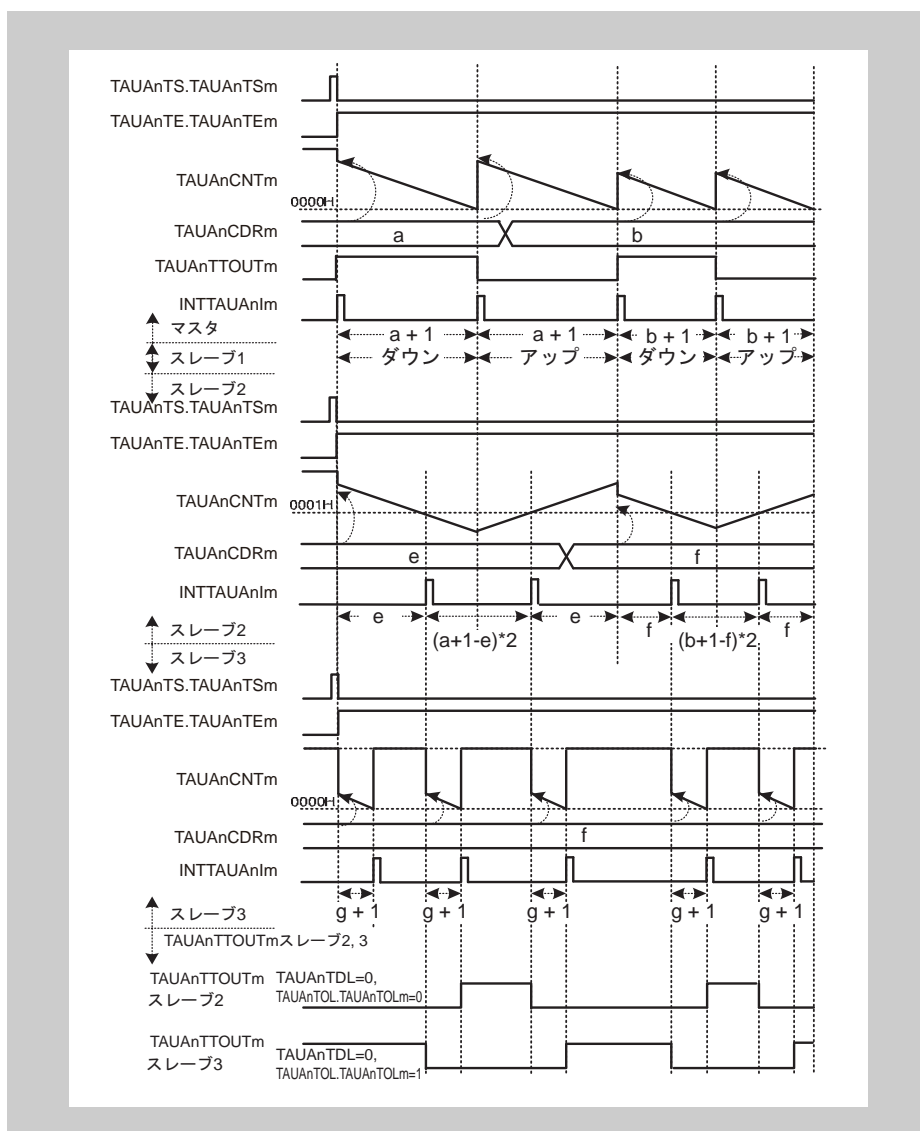 TAUAnTS.TAUAnTSm
TAUAnTE.TAUAnTEm
TAUAnCNTm
0000H
TAUAnCDRm
a
b
TAUAnTTOUTm
INTTAUAnIm
マスタ
a + 1
a + 1
b + 1
b + 1
スレーブ1
ダウン
アップ
ダウン
アップ
スレーブ2
TAUAnTS.TAUAnTSm
TAUAnTE.TAUAnTEm
TAUAnCNTm
0001H
TAUAnCDRm
e
f
INTTAUAnIm
e
(a+1-e)*2
e
f
(b+1-f)*2
f
スレーブ2
スレーブ3
TAUAnTS.TAUAnTSm
TAUAnTE.TAUAnTEm
TAUAnCNTm
0000H
TAUAnCDRm
f
INTTAUAnIm
g + 1
g + 1
g + 1
g + 1
g + 1
スレーブ3
TAUAnTTOUTmスレーブ2, 3
TAUAnTTOUTm
スレーブ2
TAUAnTDL=0,
TAUAnTOL.TAUAnTOLm=0
TAUAnTTOUTm
スレーブ3
TAUAnTDL=0,
TAUAnTOL.TAUAnTOLm=1